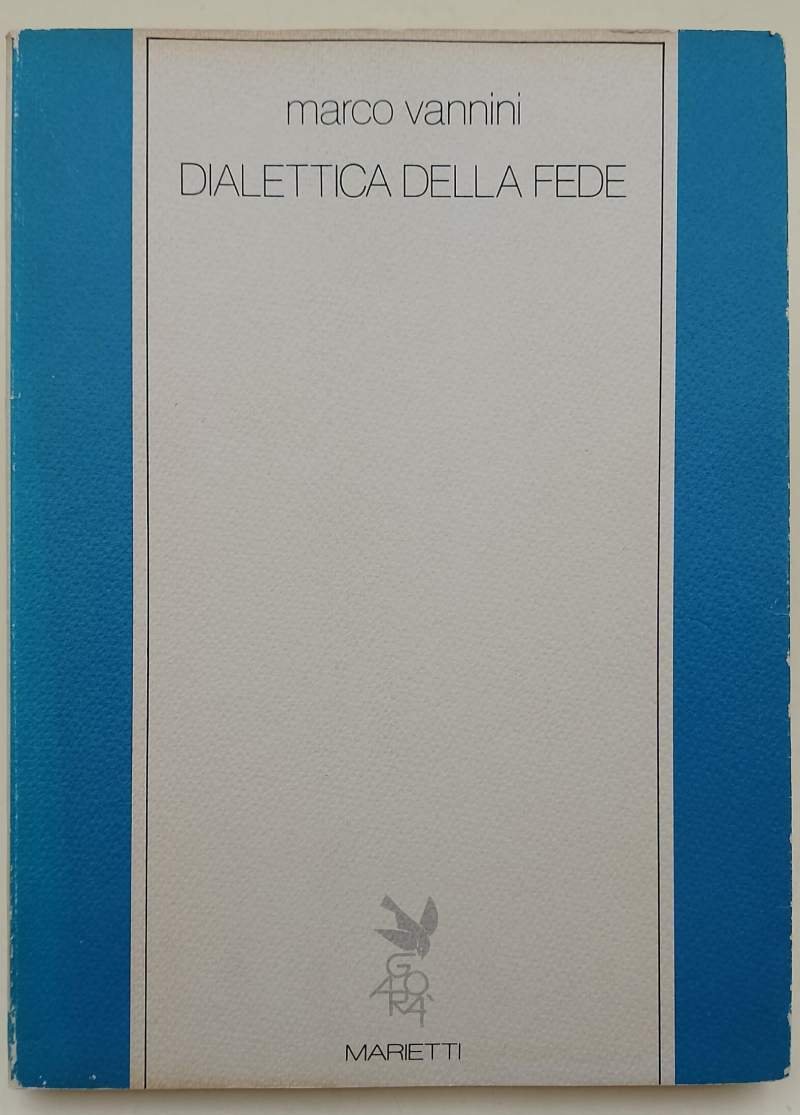 marco vannini
DIALETTICA DELLA FEDE
AGORÀ
MARIETTI